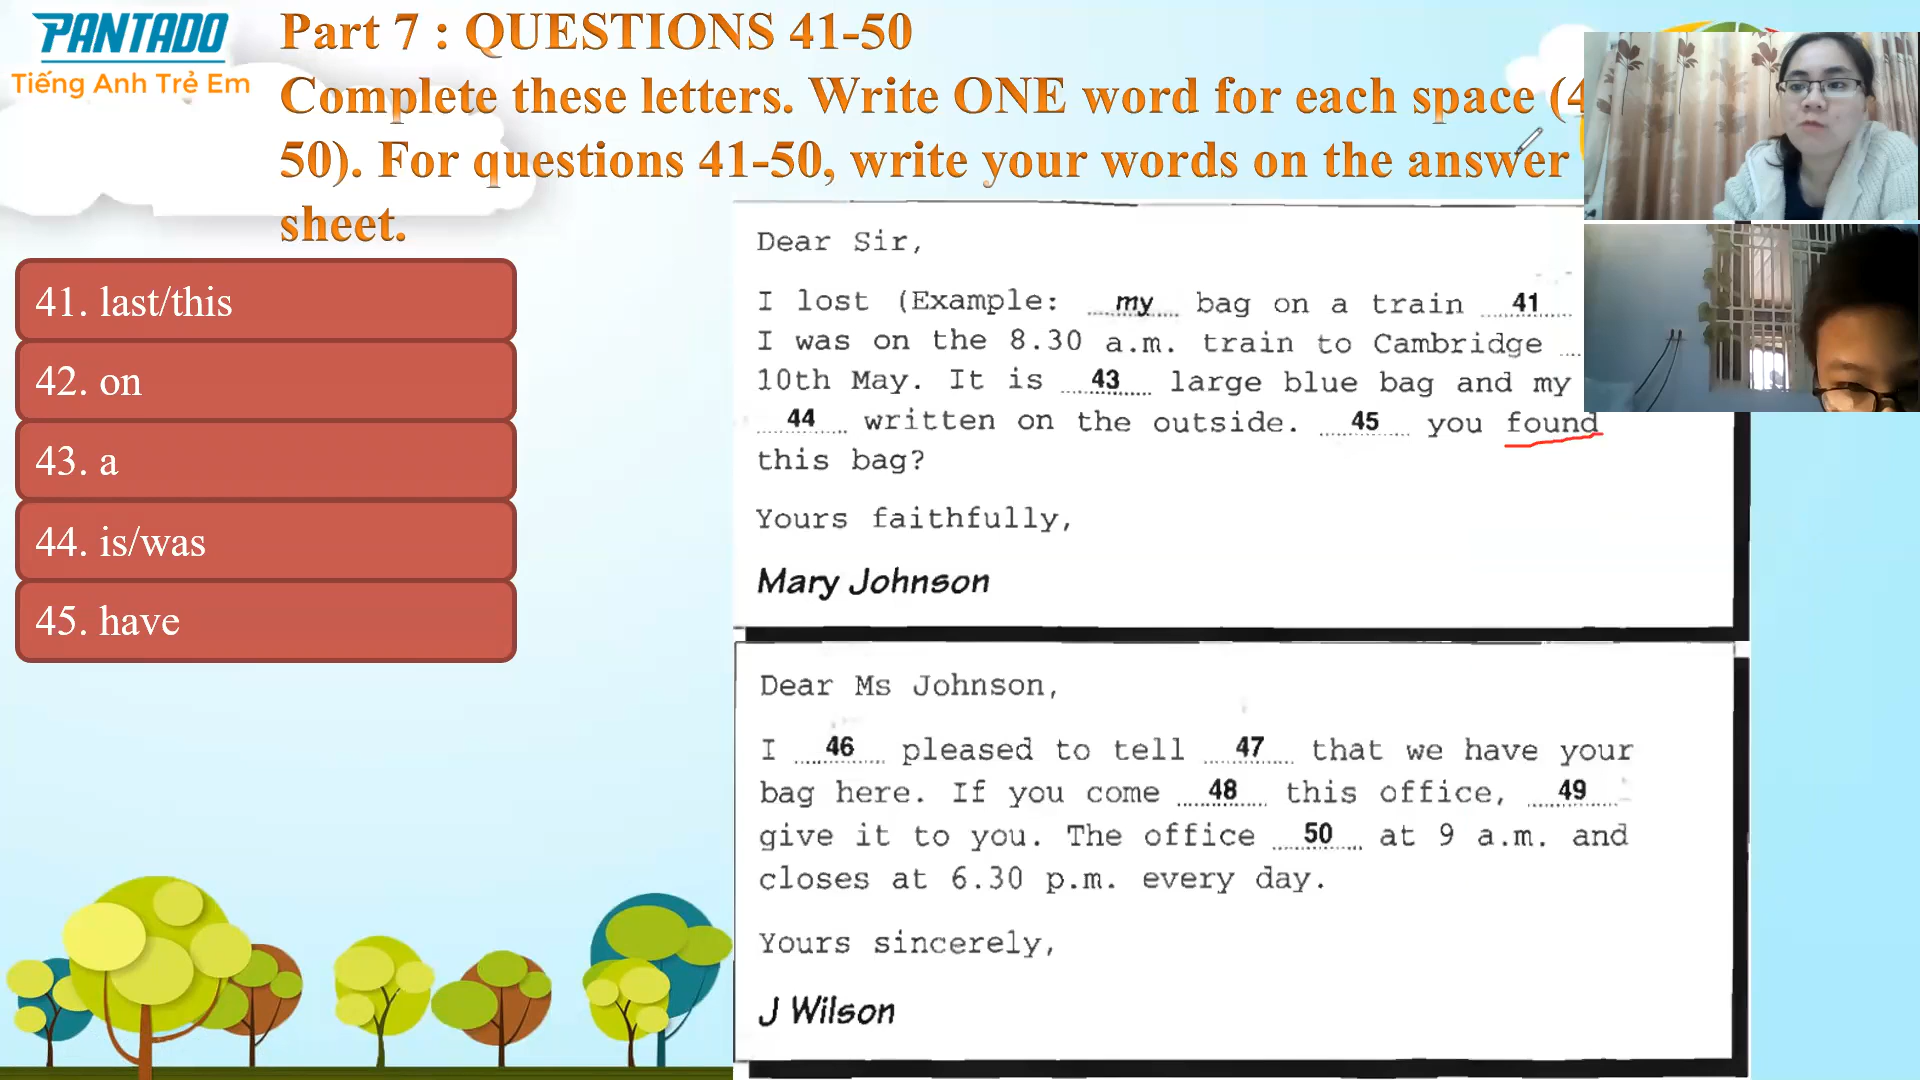 PANTADO
Tiếng Anh Trẻ Em
Part 7 : QUESTIONS 41-50
Complete these letters. Write ONE word for each space (4
50). For questions 41-50, write your words on the answer
sheet.
41. last/this
42. on
43. a
44. is/was
45. have
Dear Sir,
I lost (Example: my bag on a train 41
I was on the 8.30 a.m. train to Cambridge
10th May. It is 43 large blue bag and my
44 written on the outside. 45 you found
this bag?
Yours faithfully,
Mary Johnson
Dear Ms Johnson,
I 46 pleased to tell 47 that we have your
bag here. If you come 48 this office, 49
give it to you. The office 50 at 9 a.m. and
closes at 6.30 p.m. every day.
Yours sincerely,
J Wilson